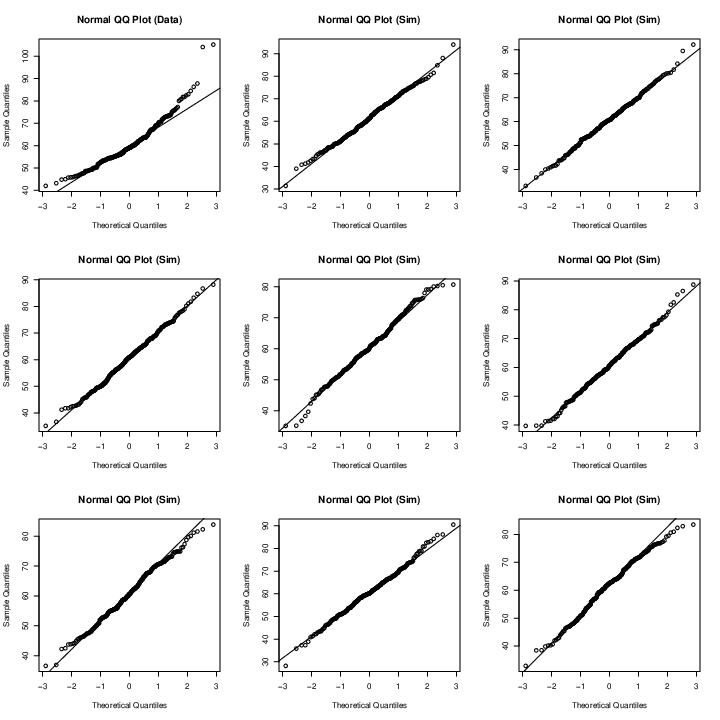 Normal QQ Plot (Data)
Sample Quantiles
40 50 60 70 80 90 100
−3 −2 −1 0 1 2 3
Theoretical Quantiles
Normal QQ Plot (Sim)
Sample Quantiles
30 40 50 60 70 80 90
−3 −2 −1 0 1 2 3
Theoretical Quantiles
Normal QQ Plot (Sim)
Sample Quantiles
40 50 60 70 80 90
−3 −2 −1 0 1 2 3
Theoretical Quantiles
Normal QQ Plot (Sim)
Sample Quantiles
40 50 60 70 80 90
−3 −2 −1 0 1 2 3
Theoretical Quantiles
Normal QQ Plot (Sim)
Sample Quantiles
40 50 60 70 80
−3 −2 −1 0 1 2 3
Theoretical Quantiles
Normal QQ Plot (Sim)
Sample Quantiles
40 50 60 70 80 90
−3 −2 −1 0 1 2 3
Theoretical Quantiles
Normal QQ Plot (Sim)
Sample Quantiles
40 50 60 70 80
−3 −2 −1 0 1 2 3
Theoretical Quantiles
Normal QQ Plot (Sim)
Sample Quantiles
30 40 50 60 70 80 90
−3 −2 −1 0 1 2 3
Theoretical Quantiles
Normal QQ Plot (Sim)
Sample Quantiles
40 50 60 70 80
−3 −2 −1 0 1 2 3
Theoretical Quantiles